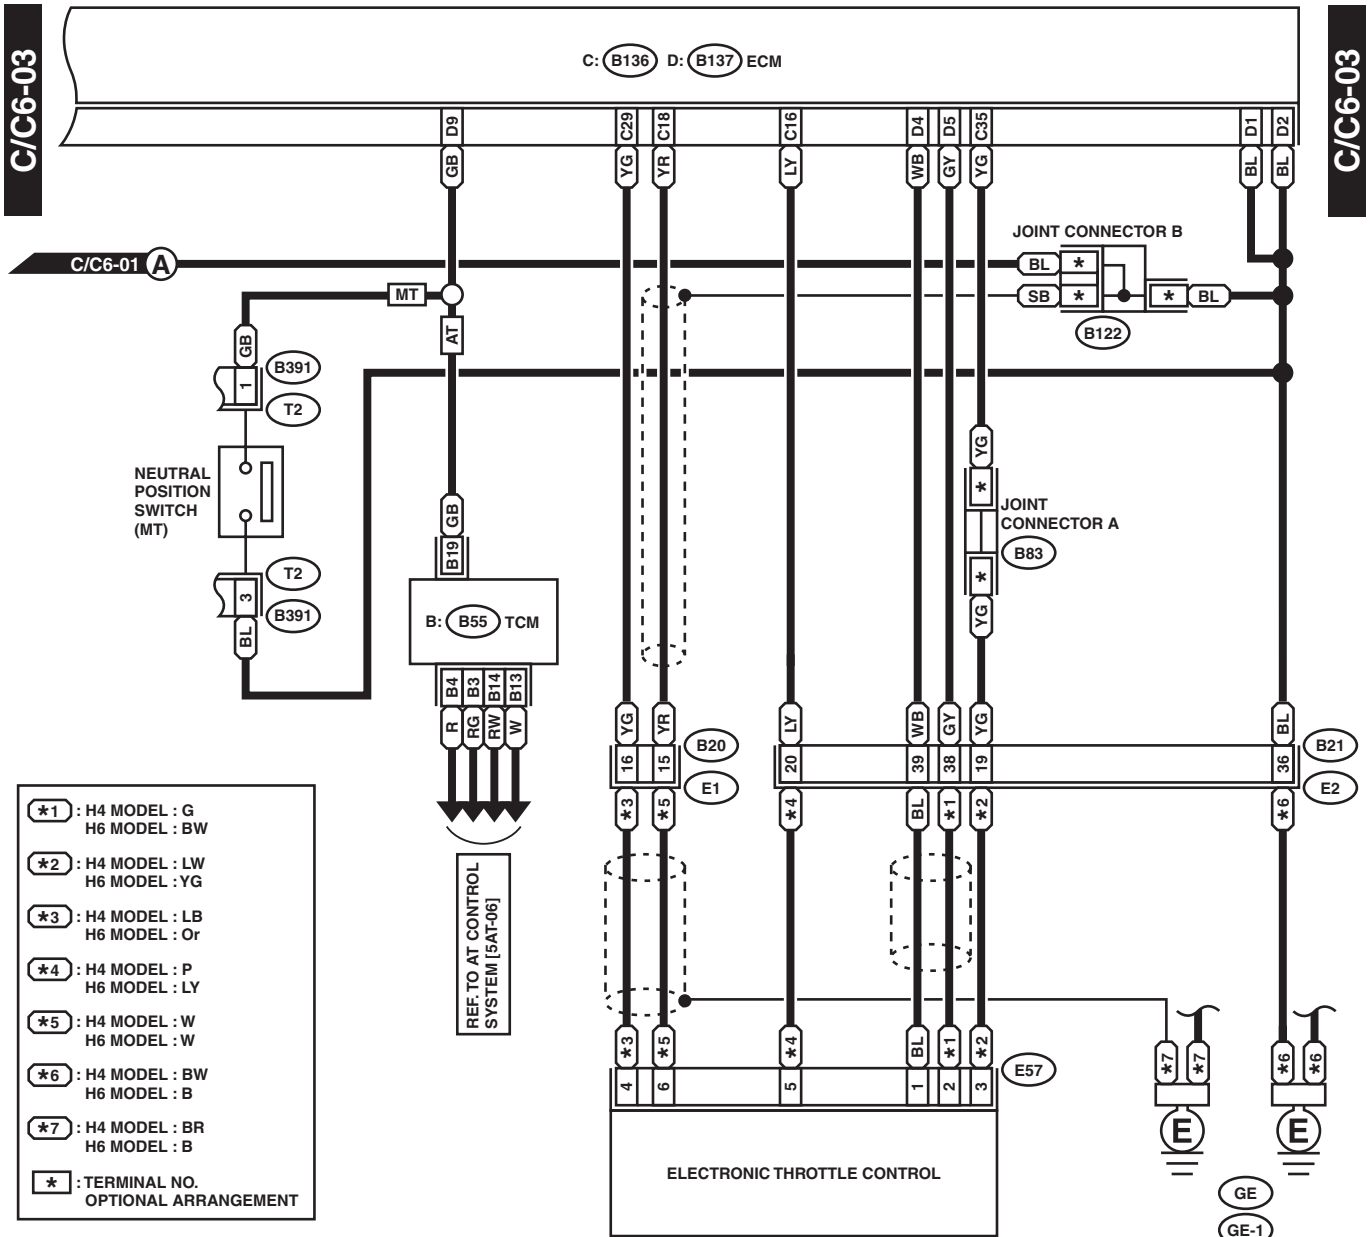 C/C6-03
C/C6-03
C: B136 D: B137 ECM
D9 C29 C18 C16 D4 D5 C35 D1 D2
GB YG YR LY WB GY YG BL BL
JOINT CONNECTOR B
C/C6-01 A
BL *
MT
SB * * BL
AT
B122
GB
B391
1
T2
YG
*
NEUTRAL
POSITION
SWITCH
(MT)
JOINT
CONNECTOR A
GB
B19
B83
*
T2
3
B391
YG
BL
B: B55 TCM
B4 B3 B14 B13
R RG RW W
YG YR LY WB GY YG BL
B20
B21
16 15 20 39 38 19 36
E1
E2
*3 *5 *4 BL *1 *2 *6
*1 : H4 MODEL : G
H6 MODEL : BW
*2 : H4 MODEL : LW
H6 MODEL : YG
*3 : H4 MODEL : LB
H6 MODEL : Or
*4 : H4 MODEL : P
H6 MODEL : LY
*5 : H4 MODEL : W
H6 MODEL : W
*6 : H4 MODEL : BW
H6 MODEL : B
*7 : H4 MODEL : BR
H6 MODEL : B
* : TERMINAL NO.
OPTIONAL ARRANGEMENT
REF. TO AT CONTROL
SYSTEM [5AT-06]
*3 *5 *4 BL *1 *2 *7 *7 *6 *6
E57
4 6 5 1 2 3
E E
ELECTRONIC THROTTLE CONTROL
GE
GE-1